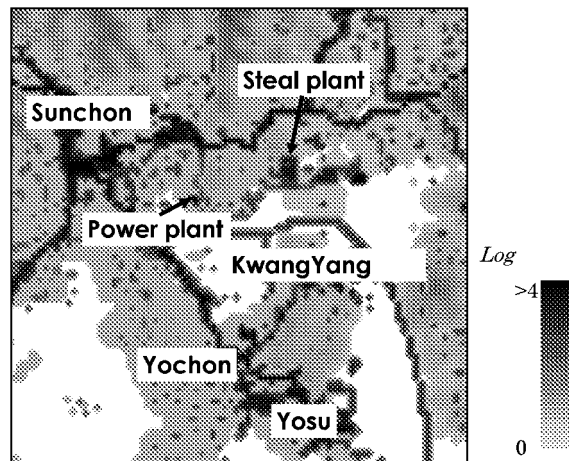 Steal plant
Sunchon
Power plant
KwangYang
Log
>4
Yochon
Yosu
0